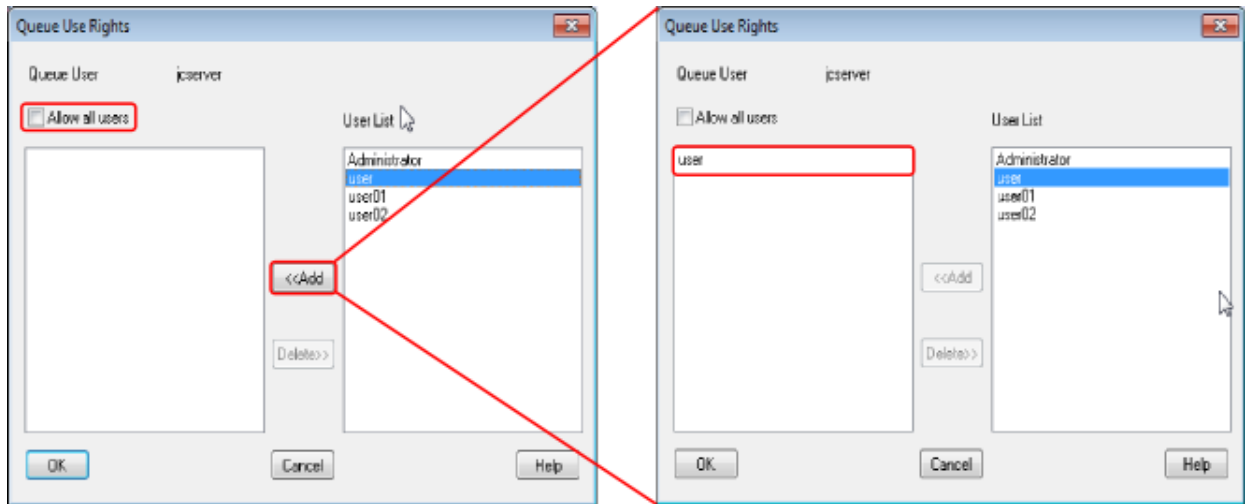 Queue Use Rights
Queue User jcserver
Allow all users
User List
Administrator
user
user01
user02
<<Add
Delete>>
OK
Cancel
Help
Queue Use Rights
Queue User jcserver
Allow all users
User List
user
Administrator
user
user01
user02
<<Add
Delete>>
OK
Cancel
Help